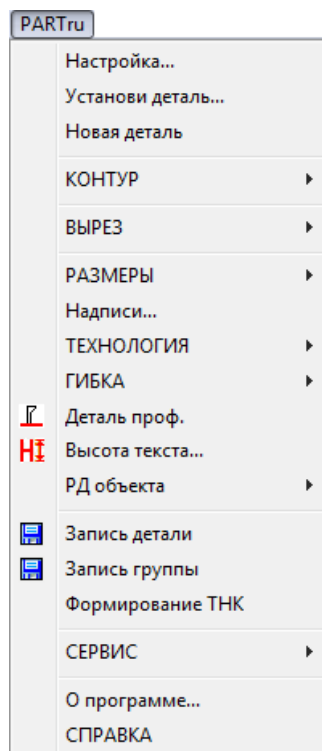 PARTru
Настройка...
Установи деталь...
Новая деталь
КОНТУР
ВЫРЕЗ
РАЗМЕРЫ
Надписи...
ТЕХНОЛОГИЯ
ГИБКА
Деталь проф.
H Высота текста...
РД объекта
Запись детали
Запись группы
Формирование ТНК
СЕРВИС
О программе...
СПРАВКА